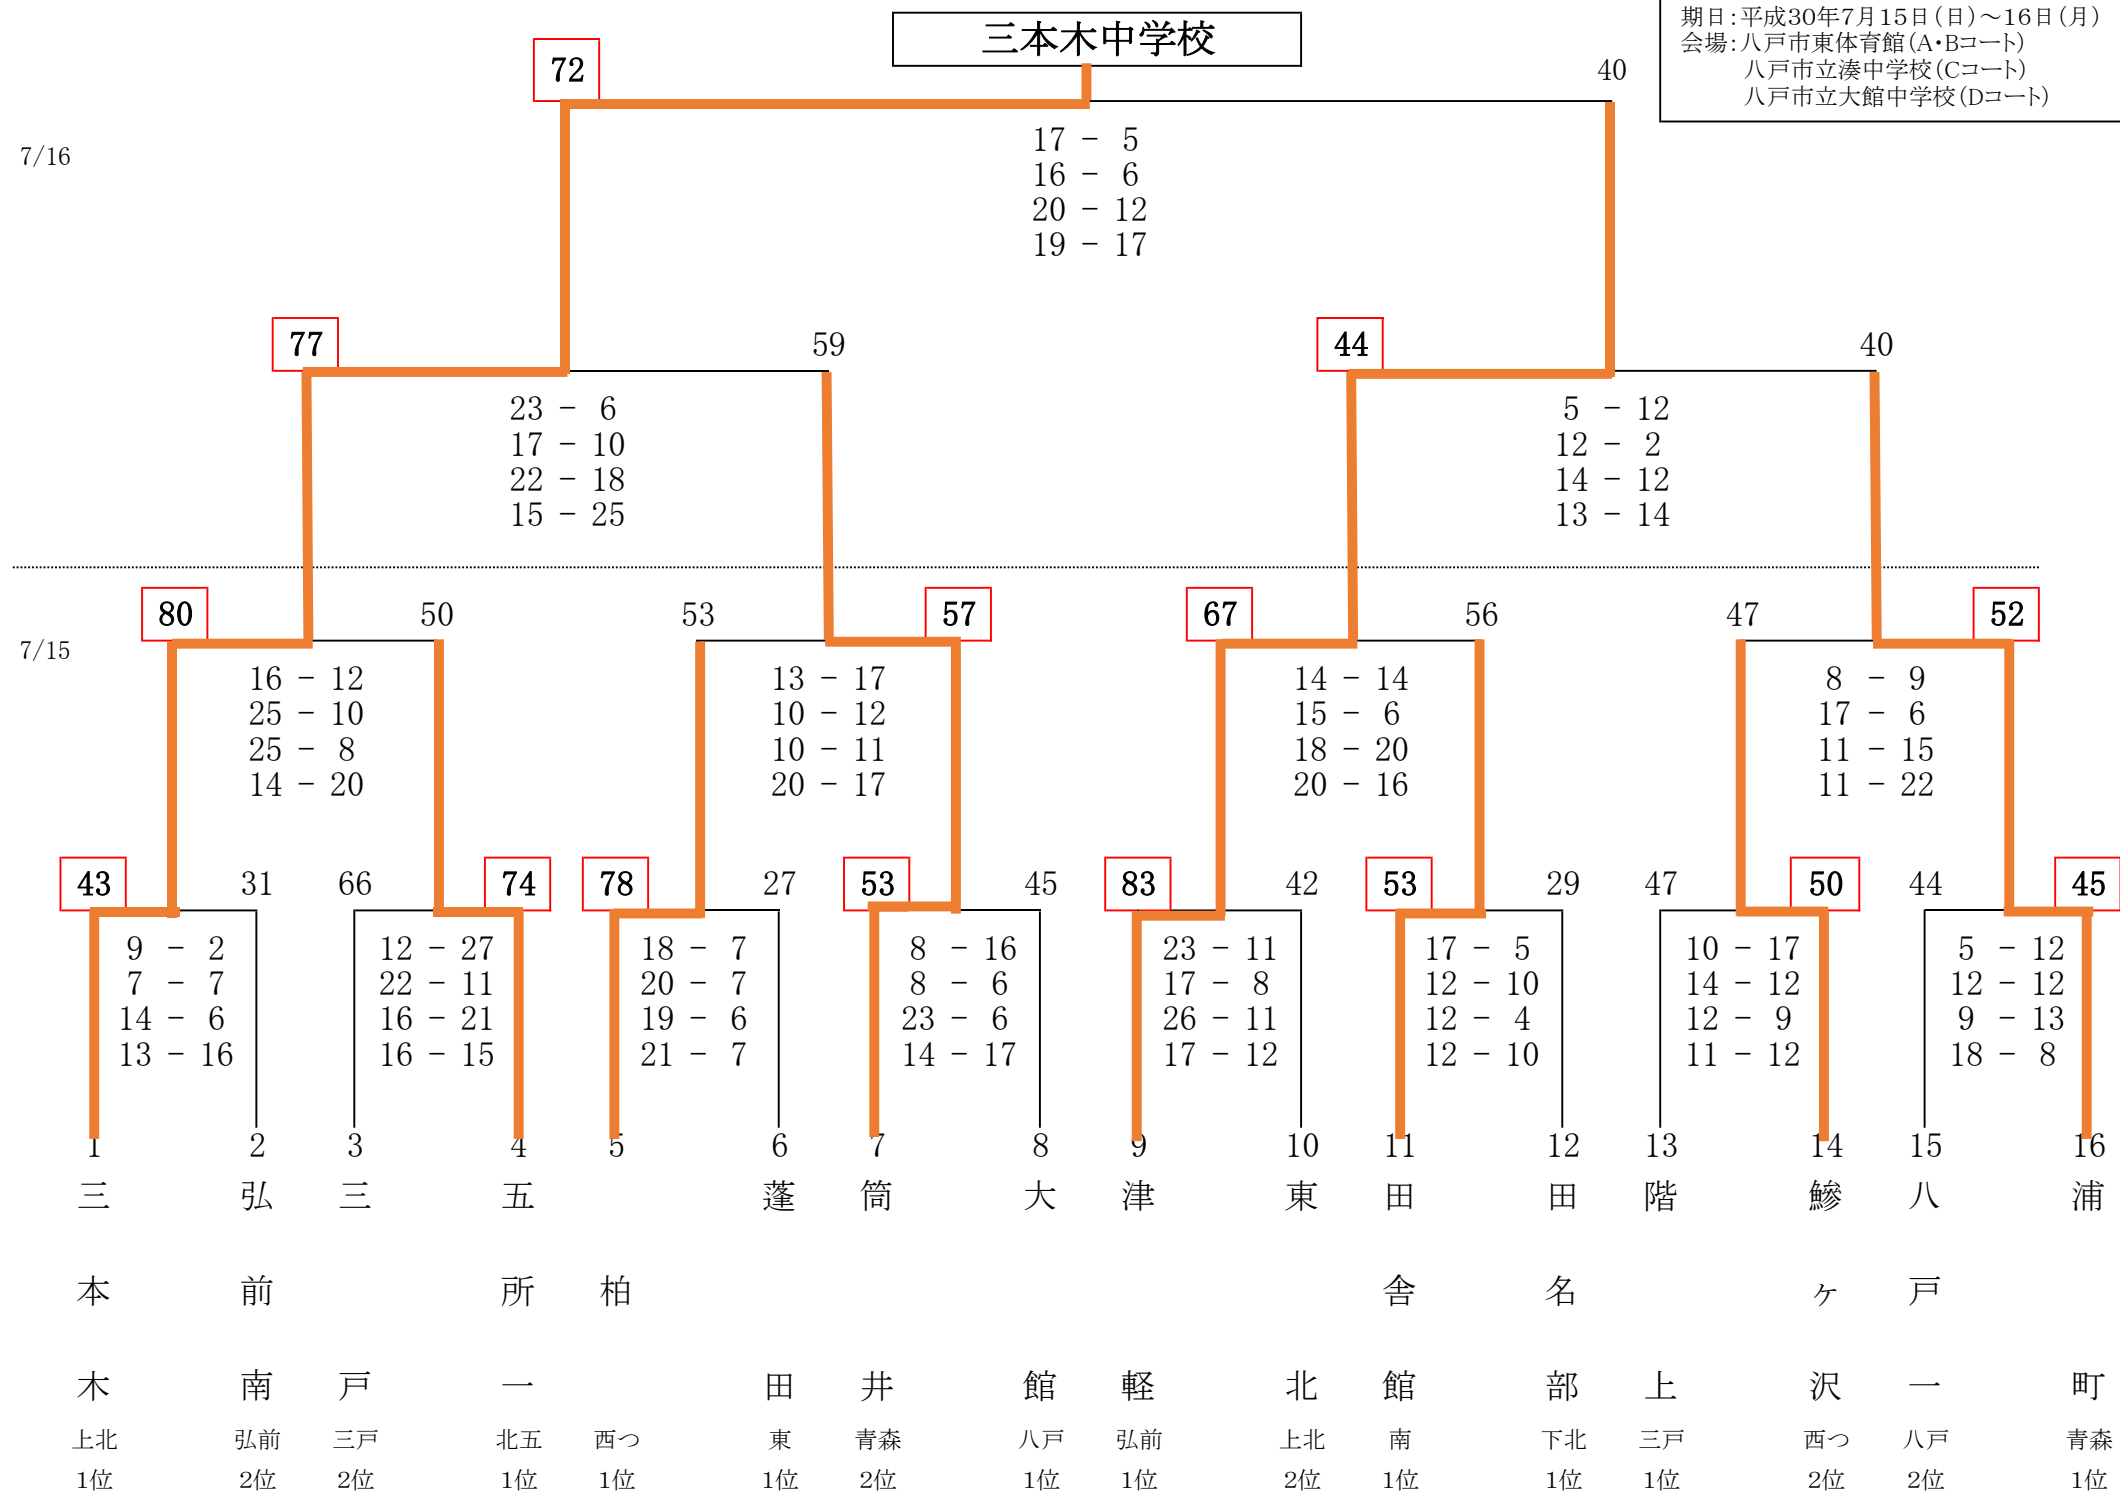 期日：平成30年7月15日（日）～16日（月）
会場：八戸市東体育館（A・Bコート）
八戸市立湊中学校（Cコート）
八戸市立大館中学校（Dコート）
三本木中学校
72
40
7/16
17 － 5
16 － 6
20 － 12
19 － 17
77
59
44
40
23 － 6
17 － 10
22 － 18
15 － 25
5 － 12
12 － 2
14 － 12
13 － 14
7/15
80
50
53
57
67
56
47
52
16 － 12
25 － 10
25 － 8
14 － 20
13 － 17
10 － 12
10 － 11
20 － 17
14 － 14
15 － 6
18 － 20
20 － 16
8 － 9
17 － 6
11 － 15
11 － 22
43
31
66
74
78
27
53
45
83
42
53
29
47
50
44
45
9 － 2
7 － 7
14 － 6
13 － 16
12 － 27
22 － 11
16 － 21
16 － 15
18 － 7
20 － 7
19 － 6
21 － 7
8 － 16
8 － 6
23 － 6
14 － 17
23 － 11
17 － 8
26 － 11
17 － 12
17 － 5
12 － 10
12 － 4
12 － 10
10 － 17
14 － 12
12 － 9
11 － 12
5 － 12
12 － 12
9 － 13
18 － 8
1
三本木
上北
1位
2
弘前南
弘前
2位
3
三戸
三戸
2位
4
五所一
北五
1位
5
柏
西つ
1位
6
蓬田
東
1位
7
筒井
青森
2位
8
大館
八戸
1位
9
津軽
弘前
1位
10
東北
上北
2位
11
田舎館
南
1位
12
田名部
下北
1位
13
階上
三戸
1位
14
鰺ヶ沢
西つ
2位
15
八戸一
八戸
2位
16
浦町
青森
1位